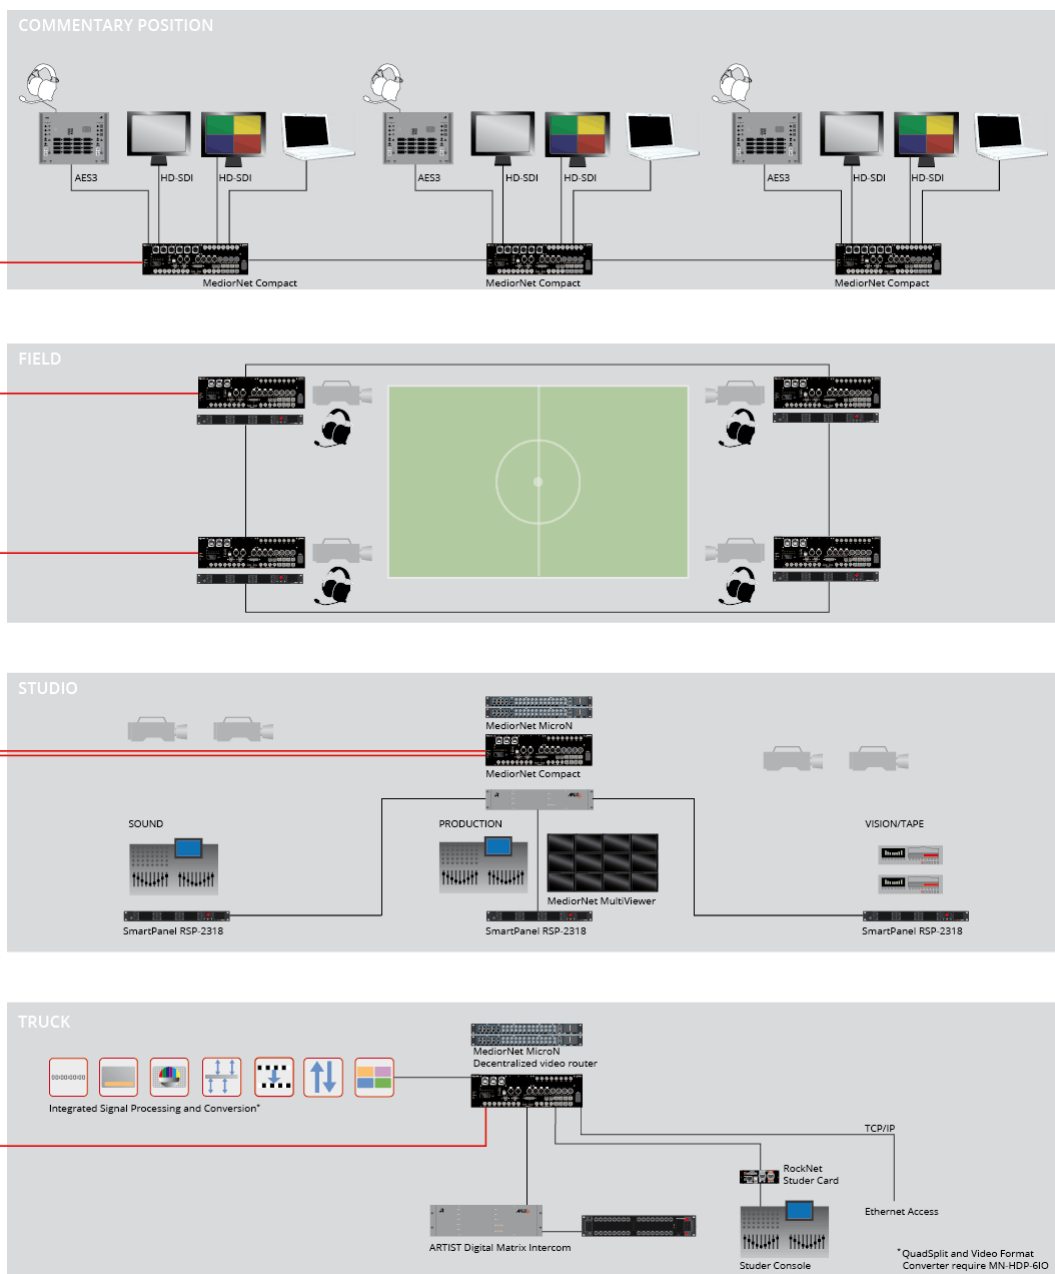 COMMENTARY POSITION
AES3
HD-SDI
HD-SDI
AES3
HD-SDI
HD-SDI
AES3
HD-SDI
HD-SDI
MediorNet Compact
MediorNet Compact
MediorNet Compact
FIELD
STUDIO
MediorNet MicroN
MediorNet Compact
SOUND
PRODUCTION
VISION/TAPE
MediorNet MultiViewer
SmartPanel RSP-2318
SmartPanel RSP-2318
SmartPanel RSP-2318
TRUCK
MediorNet MicroN
Decentralized video router
00:00:00:00
Integrated Signal Processing and Conversion*
TCP/IP
RockNet
Studer Card
Ethernet Access
ARTIST Digital Matrix Intercom
Studer Console
*QuadSplit and Video Format
Converter require MN-HDP-6IO